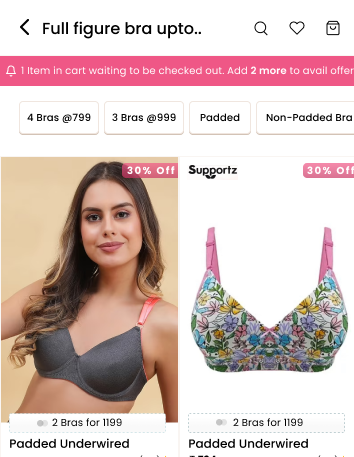 Full figure bra upto..
1 Item in cart waiting to be checked out. Add 2 more to avail offer
4 Bras @799
3 Bras @999
Padded
Non-Padded Bra
30% Off
Supportz
30% Off
2 Bras for 1199
2 Bras for 1199
Padded Underwired
Padded Underwired